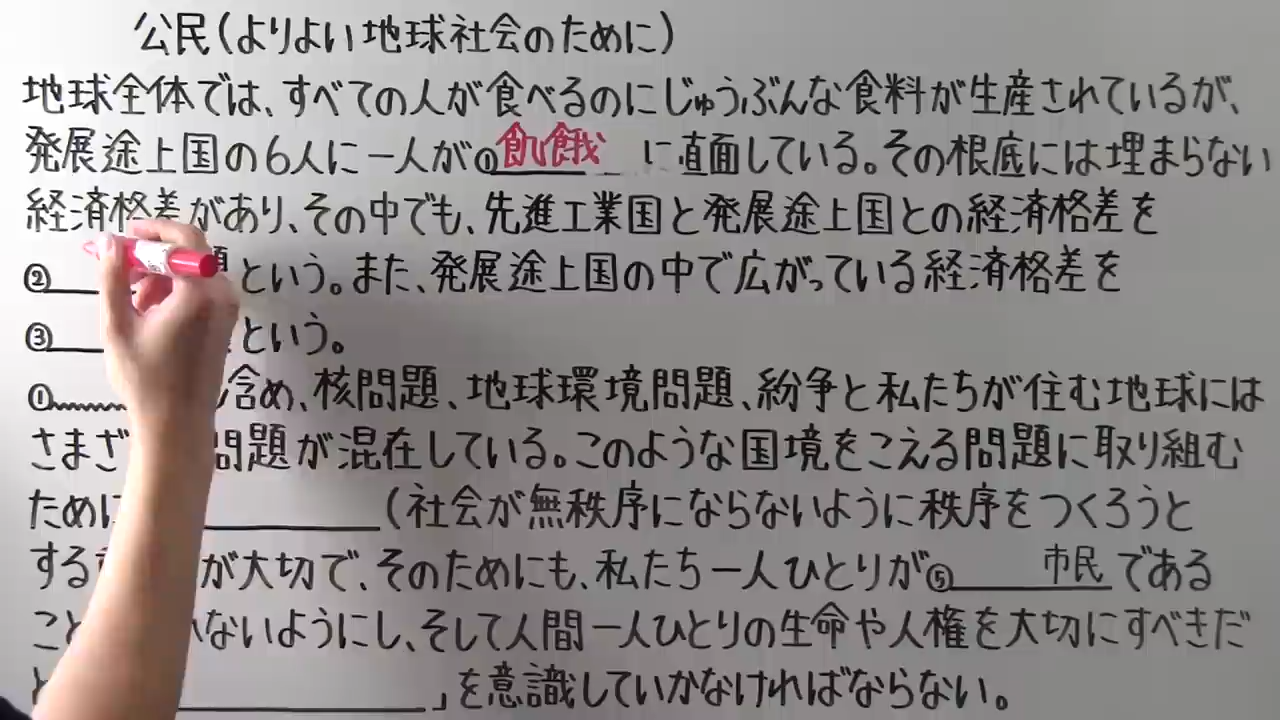 公民(よりよい地球社会のために)
地球全体では、すべての人が食べるのにじゅうぶんな食料が生産されているが、
発展途上国の6人に一人が①飢餓 に直面している。その根底には埋まらない
経済格差があり、その中でも、先進工業国と発展途上国との経済格差を
② 題という。また、発展途上国の中で広がっている経済格差を
③ という。
① 含め、核問題、地球環境問題、紛争と私たちが住む地球には
さまざ 問題が混在している。このような国境をこえる問題に取り組む
ために (社会が無秩序にならないように秩序をつくろうと
する が大切で、そのためにも、私たち一人ひとりが⑤ 市民である
こと ないようにし、そして人間一人ひとりの生命や人権を大切にすべきだ
と 」を意識していかなければならない。